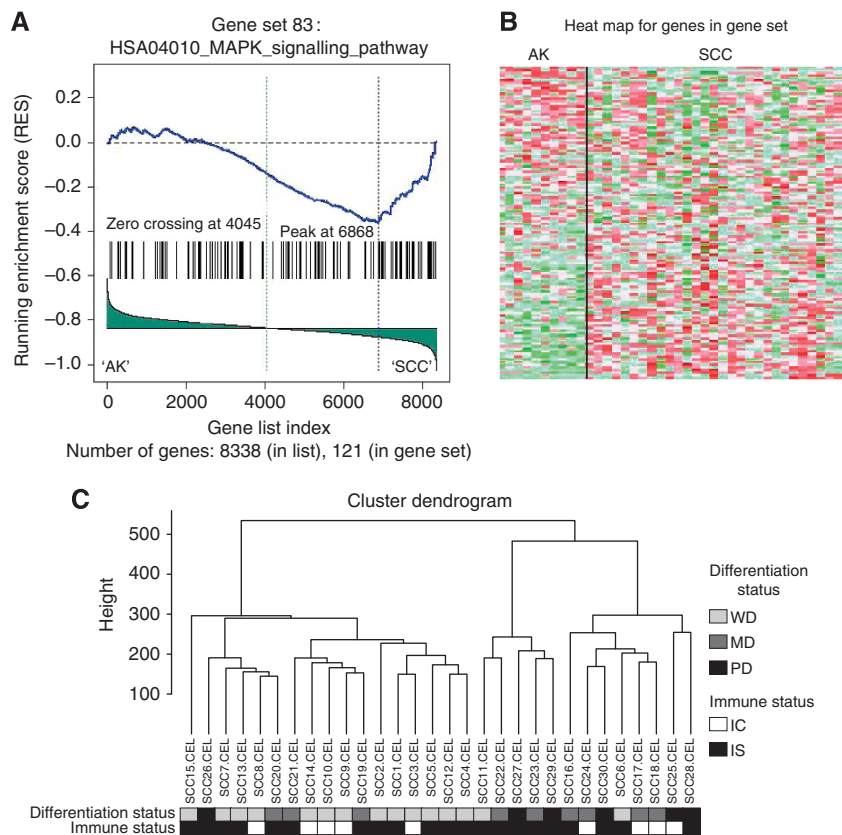 A
Gene set 83:
HSA04010_MAPK_signalling_pathway
Running enrichment score (RES)
0.2
0.0
−0.2
−0.4
−0.6
−0.8
−1.0
Zero crossing at 4045
Peak at 6868
'AK'
'SCC'
0 2000 4000 6000 8000
Gene list index
Number of genes: 8338 (in list), 121 (in gene set)
B
Heat map for genes in gene set
AK SCC
C
Cluster dendrogram
Height
500
400
300
200
100
SCC15.CEL
SCC26.CEL
SCC7.CEL
SCC13.CEL
SCC8.CEL
SCC20.CEL
SCC21.CEL
SCC14.CEL
SCC10.CEL
SCC9.CEL
SCC19.CEL
SCC2.CEL
SCC1.CEL
SCC3.CEL
SCC5.CEL
SCC12.CEL
SCC4.CEL
SCC11.CEL
SCC22.CEL
SCC27.CEL
SCC23.CEL
SCC29.CEL
SCC16.CEL
SCC24.CEL
SCC30.CEL
SCC6.CEL
SCC17.CEL
SCC18.CEL
SCC25.CEL
SCC28.CEL
Differentiation status
Immune status
Differentiation
status
WD
MD
PD
Immune status
IC
IS